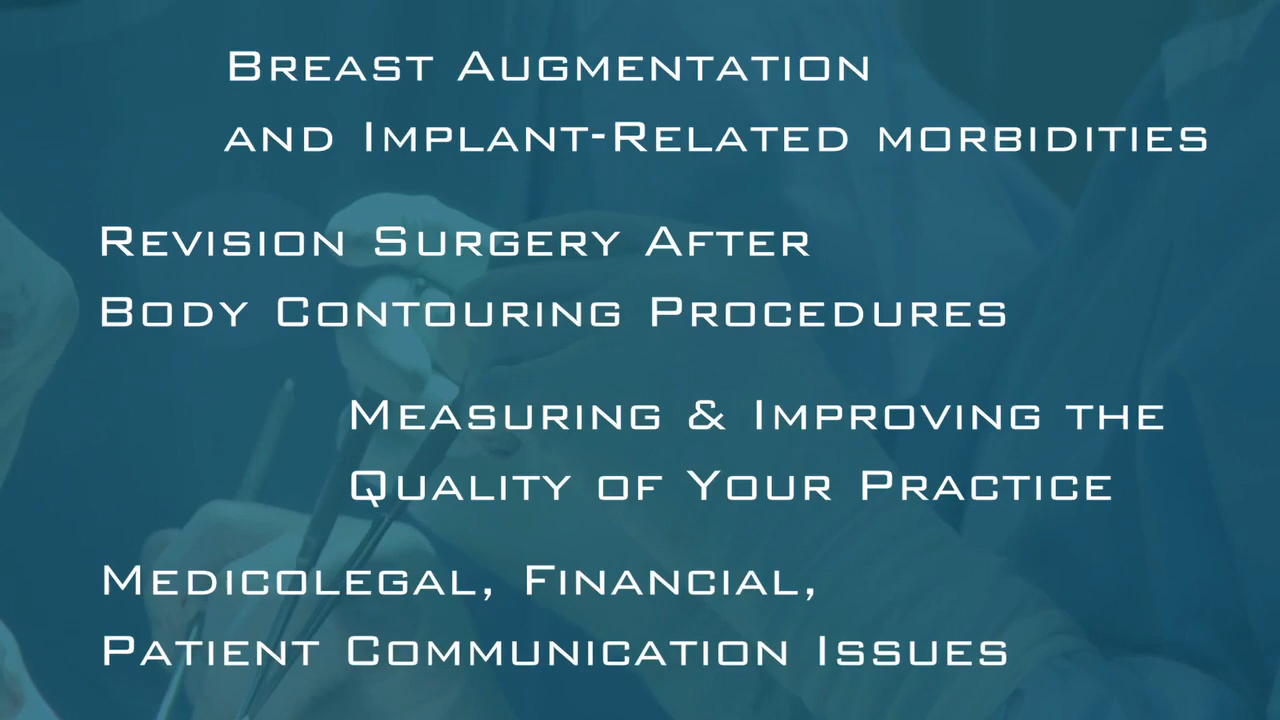 Breast Augmentation
and Implant-Related morbidities
Revision Surgery After
Body Contouring Procedures
Measuring & Improving the
Quality of Your Practice
Medicolegal, Financial,
Patient Communication Issues